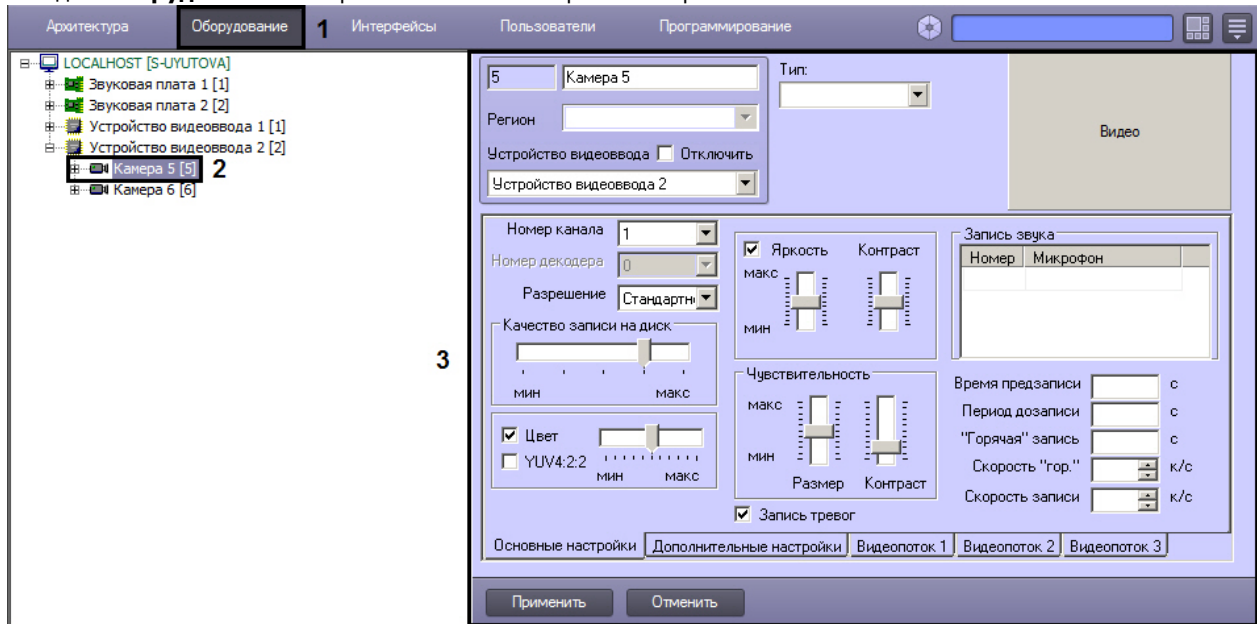 Архитектура Оборудование 1 Интерфейсы Пользователи Программирование
LOCALHOST [S-UYUTOVA]
Звуковая плата 1 [1]
Звуковая плата 2 [2]
Устройство видеоввода 1 [1]
Устройство видеоввода 2 [2]
Камера 5 [5] 2
Камера 6 [6]
3
5 Камера 5
Тип:
Регион
Устройство видеоввода Отключить
Устройство видеоввода 2
Видео
Номер канала 1
Номер декодера 0
Разрешение Стандартн
Качество записи на диск
мин макс
Цвет
YUV4:2:2
мин макс
Яркость Контраст
макс
мин
Чувствительность
макс
мин
Размер Контраст
Запись тревог
Запись звука
Номер Микрофон
Время предзаписи с
Период дозаписи с
"Горячая" запись с
Скорость "гор." к/с
Скорость записи к/с
Основные настройки Дополнительные настройки Видеопоток 1 Видеопоток 2 Видеопоток 3
Применить Отменить